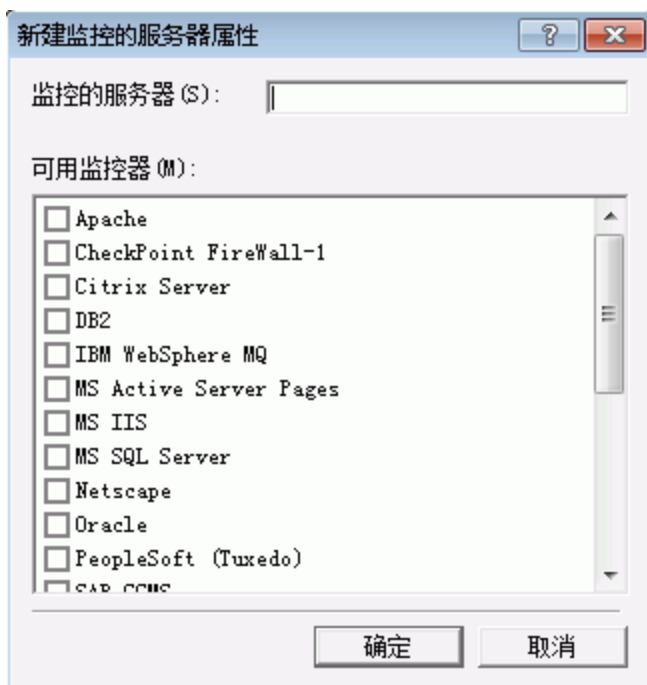 新建监控的服务器属性
监控的服务器(S):
可用监控器(M):
Apache
CheckPoint FireWall-1
Citrix Server
DB2
IBM WebSphere MQ
MS Active Server Pages
MS IIS
MS SQL Server
Netscape
Oracle
PeopleSoft (Tuxedo)
SAP CCMS
确定 取消